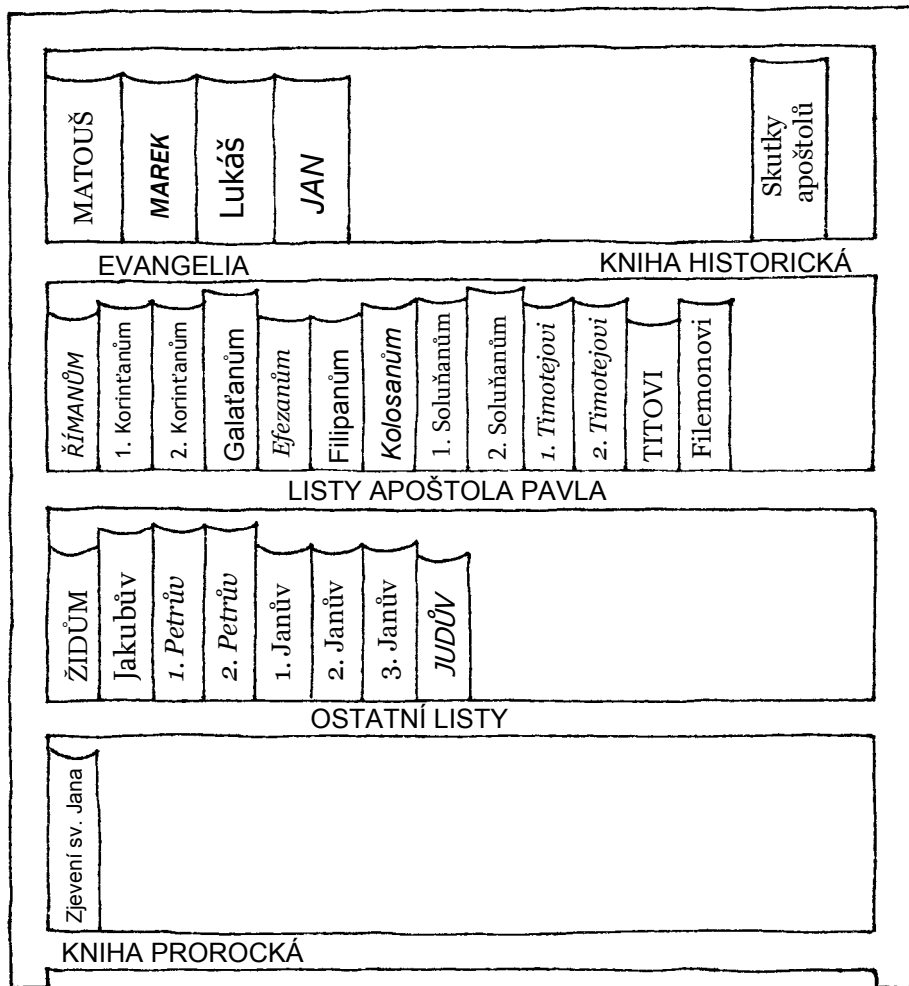 MATOUŠ
MAREK
Lukáš
JAN
Skutky
apoštolů
EVANGELIA
KNIHA HISTORICKÁ
ŘÍMANŮM
1. Korinťanům
2. Korinťanům
Galaťanům
Efezanům
Filipanům
Kolosanům
1. Soluňanům
2. Soluňanům
1. Timotejovi
2. Timotejovi
TITOVI
Filemonovi
LISTY APOŠTOLA PAVLA
ŽIDŮM
Jakubův
1. Petrův
2. Petrův
1. Janův
2. Janův
3. Janův
JUDŮV
OSTATNÍ LISTY
Zjevení sv. Jana
KNIHA PROROCKÁ